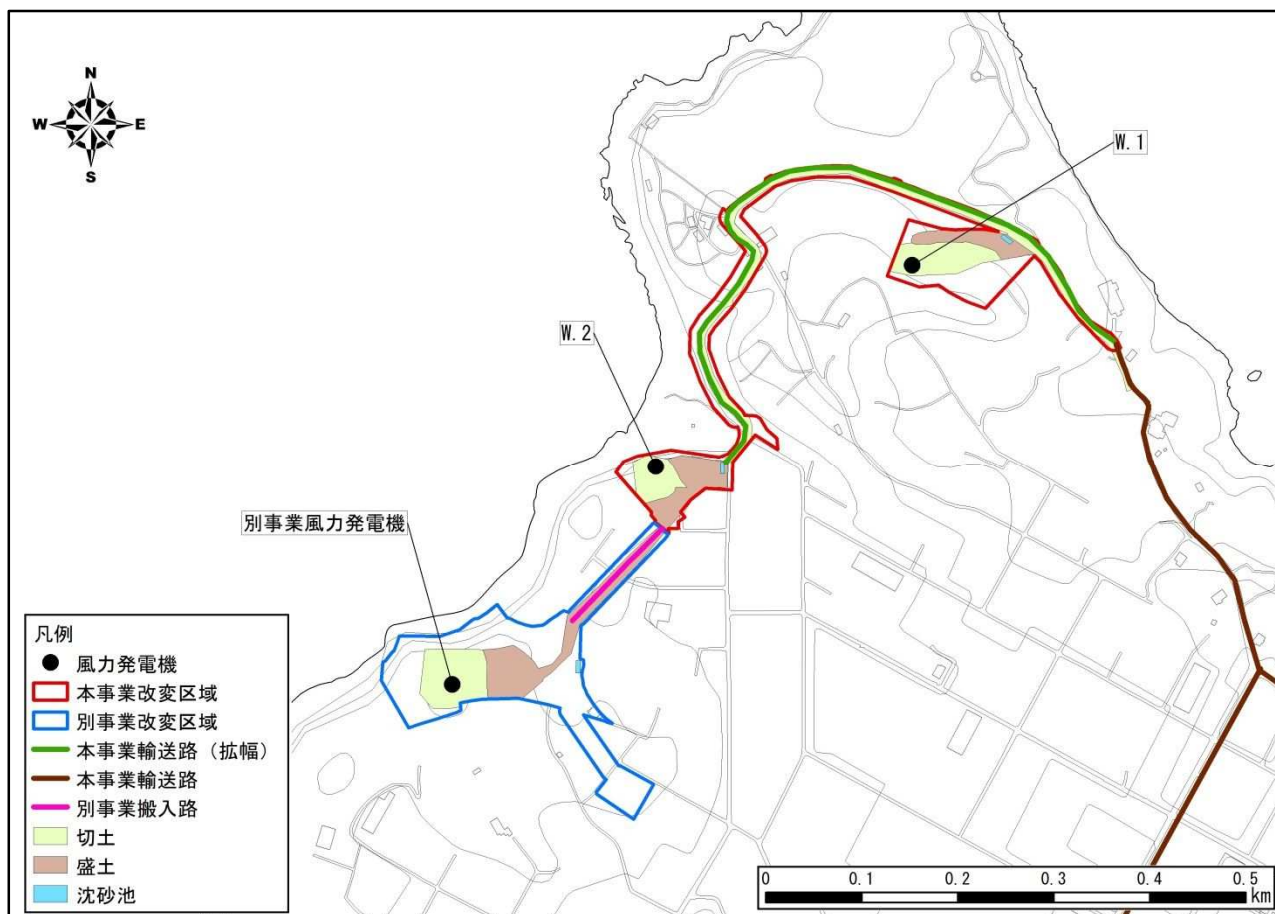 N
W
E
S
W.1
W.2
別事業風力発電機
凡例
風力発電機
本事業改変区域
別事業改変区域
本事業輸送路（拡幅）
本事業輸送路
別事業搬入路
切土
盛土
沈砂池
0 0.1 0.2 0.3 0.4 0.5
km